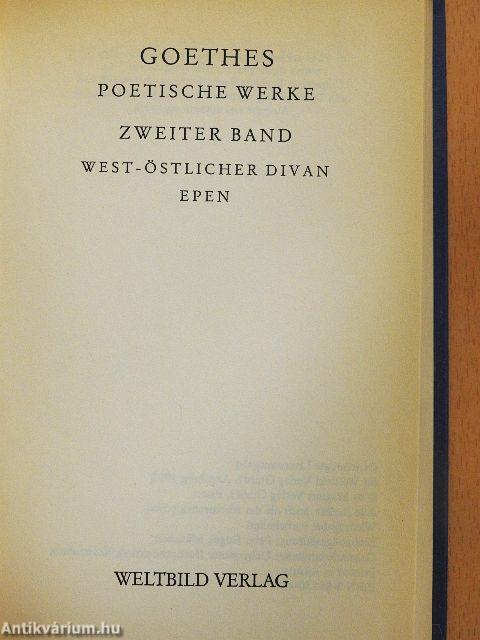 GOETHES
POETISCHE WERKE
ZWEITER BAND
WEST-ÖSTLICHER DIVAN
EPEN
WELTBILD VERLAG
Antikvárium.hu